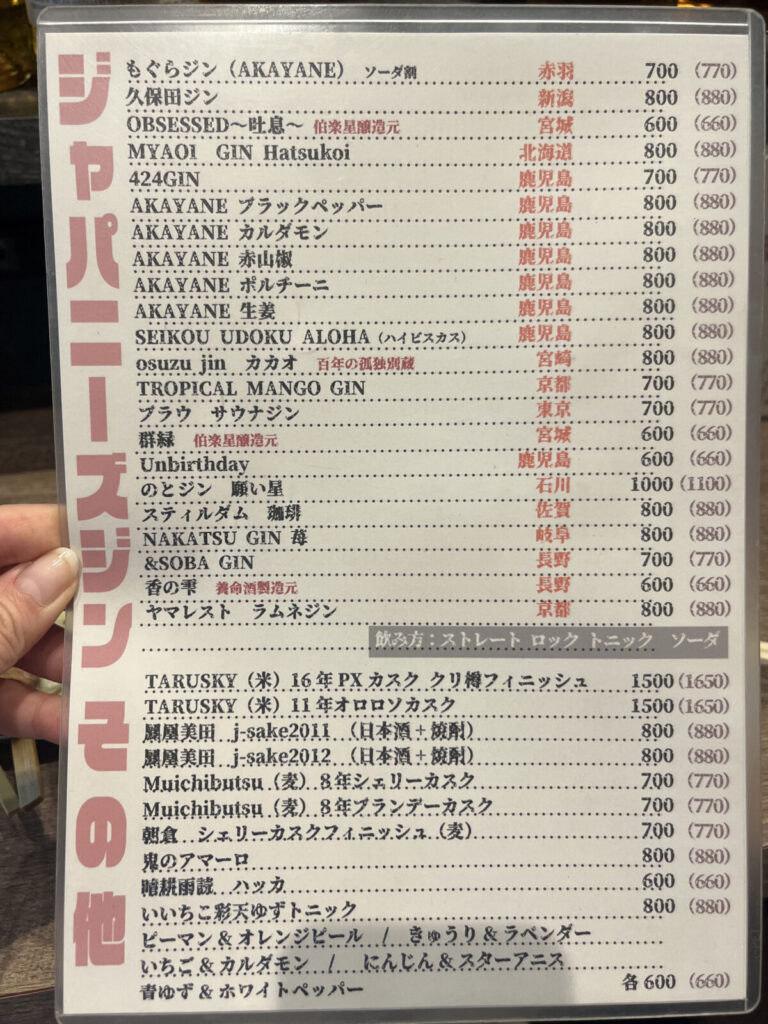 ジャパニーズジン その他
もぐらジン（AKAYANE） ソーダ割 赤羽 700 (770)
久保田ジン 新潟 800 (880)
OBSESSED～吐息～ 伯楽星醸造元 宮城 600 (660)
MYAOI GIN Hatsukoi 北海道 800 (880)
424GIN 鹿児島 700 (770)
AKAYANE ブラックペッパー 鹿児島 800 (880)
AKAYANE カルダモン 鹿児島 800 (880)
AKAYANE 赤山椒 鹿児島 800 (880)
AKAYANE ポルチーニ 鹿児島 800 (880)
AKAYANE 生姜 鹿児島 800 (880)
SEIKOU UDOKU ALOHA（ハイビスカス） 鹿児島 800 (880)
osuzu jin カカオ 百年の孤独別蔵 宮崎 800 (880)
TROPICAL MANGO GIN 京都 700 (770)
ブラウ サウナジン 東京 700 (770)
群緑 伯楽星醸造元 宮城 600 (660)
Unbirthday 鹿児島 600 (660)
のとジン 願い星 石川 1000 (1100)
スティルダム 珈琲 佐賀 800 (880)
NAKATSU GIN 苺 岐阜 800 (880)
&SOBA GIN 長野 700 (770)
香の雫 養命酒製造元 長野 600 (660)
ヤマレスト ラムネジン 京都 800 (880)
飲み方：ストレート ロック トニック ソーダ
TARUSKY（米）16年PXカスク クリ樽フィニッシュ 1500 (1650)
TARUSKY（米）11年オロロソカスク 1500 (1650)
美田 j-sake2011 （日本酒＋焼酎） 800 (880)
美田 j-sake2012 （日本酒＋焼酎） 800 (880)
Muichibutsu（麦）8年シェリーカスク 700 (770)
Muichibutsu（麦）8年ブランデーカスク 700 (770)
朝倉 シェリーカスクフィニッシュ（麦） 700 (770)
鬼のアマーロ 800 (880)
晴耕雨読 ハッカ 600 (660)
いいちこ彩天ゆずトニック 800 (880)
ピーマン&オレンジピール / きゅうり&ラベンダー
いちご&カルダモン / にんじん&スターアニス
青ゆず&ホワイトペッパー 各600 (660)